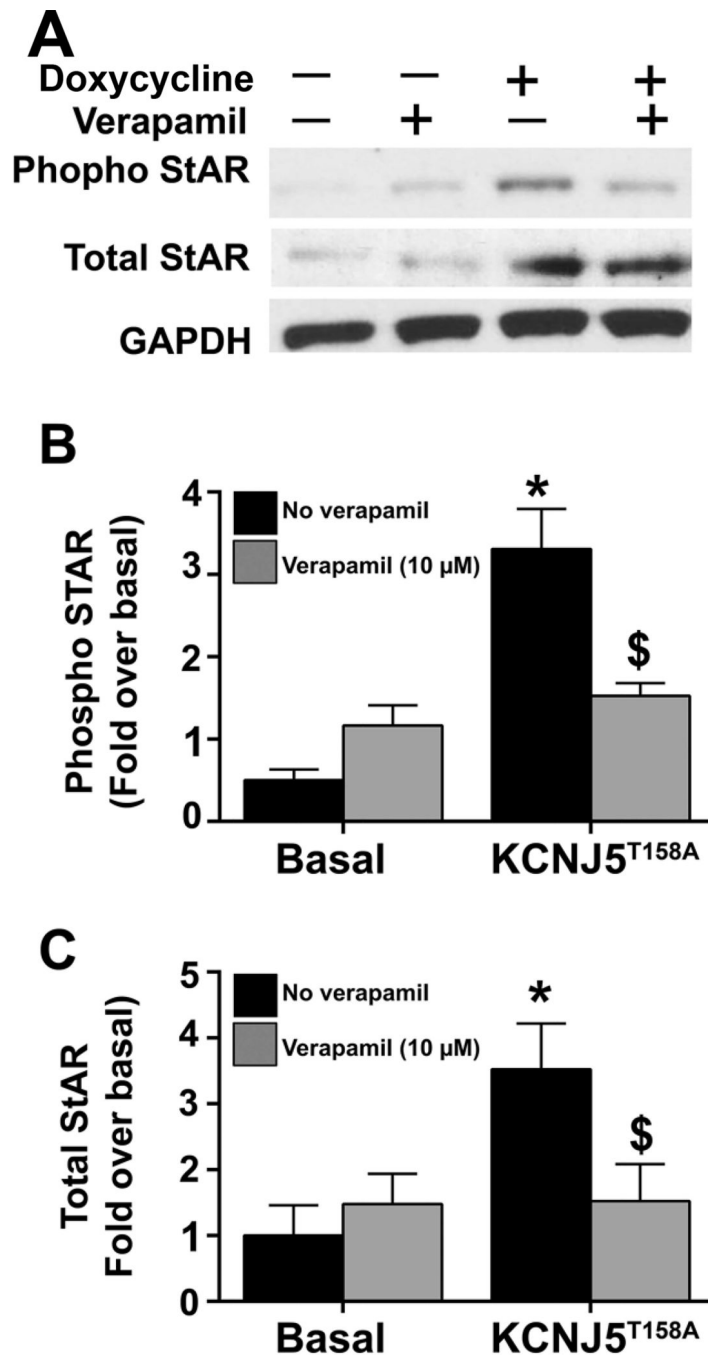 A
Doxycycline — — + +
Verapamil — + — +
Phopho StAR
Total StAR
GAPDH
B
Phospho STAR
(Fold over basal)
4
3
2
1
0
No verapamil
Verapamil (10 µM)
*
$
Basal
KCNJ5T158A
C
Total StAR
Fold over basal)
5
4
3
2
1
0
No verapamil
Verapamil (10 µM)
*
$
Basal
KCNJ5T158A